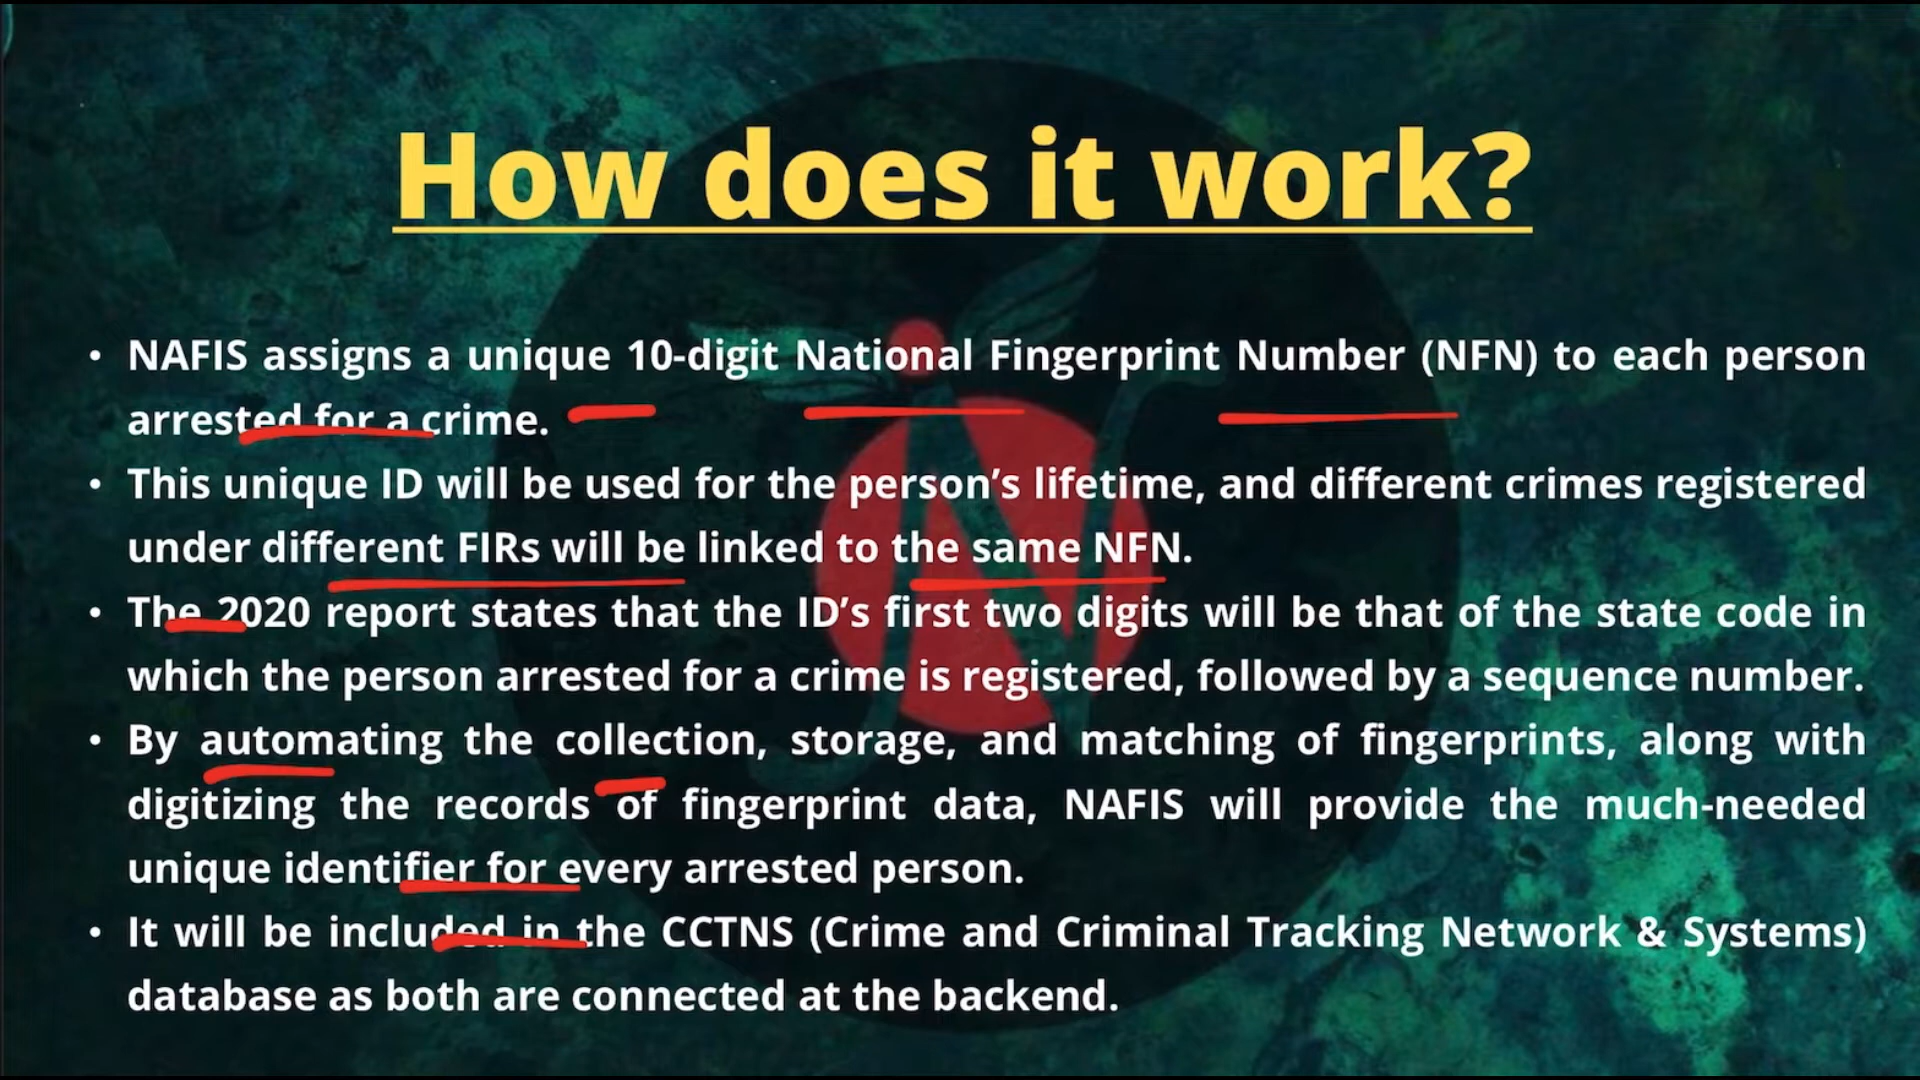 How does it work?
• NAFIS assigns a unique 10-digit National Fingerprint Number (NFN) to each person
arrested for a crime.
• This unique ID will be used for the person’s lifetime, and different crimes registered
under different FIRs will be linked to the same NFN.
• The 2020 report states that the ID’s first two digits will be that of the state code in
which the person arrested for a crime is registered, followed by a sequence number.
• By automating the collection, storage, and matching of fingerprints, along with
digitizing the records of fingerprint data, NAFIS will provide the much-needed
unique identifier for every arrested person.
• It will be included in the CCTNS (Crime and Criminal Tracking Network & Systems)
database as both are connected at the backend.